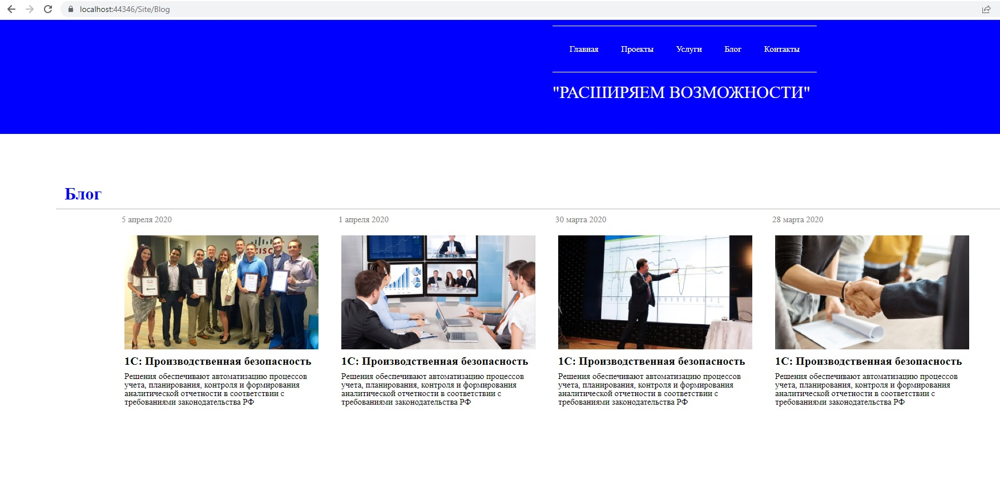 localhost:44346/Site/Blog
Главная Проекты Услуги Блог Контакты
"РАСШИРЯЕМ ВОЗМОЖНОСТИ"
Блог
5 апреля 2020
CISCO
1С: Производственная безопасность
Решения обеспечивают автоматизацию процессов
учета, планирования, контроля и формирования
аналитической отчетности в соответствии с
требованиями законодательства РФ
1 апреля 2020
1С: Производственная безопасность
Решения обеспечивают автоматизацию процессов
учета, планирования, контроля и формирования
аналитической отчетности в соответствии с
требованиями законодательства РФ
30 марта 2020
1С: Производственная безопасность
Решения обеспечивают автоматизацию процессов
учета, планирования, контроля и формирования
аналитической отчетности в соответствии с
требованиями законодательства РФ
28 марта 2020
1С: Производственная безопасность
Решения обеспечивают автоматизацию процессов
учета, планирования, контроля и формирования
аналитической отчетности в соответствии с
требованиями законодательства РФ